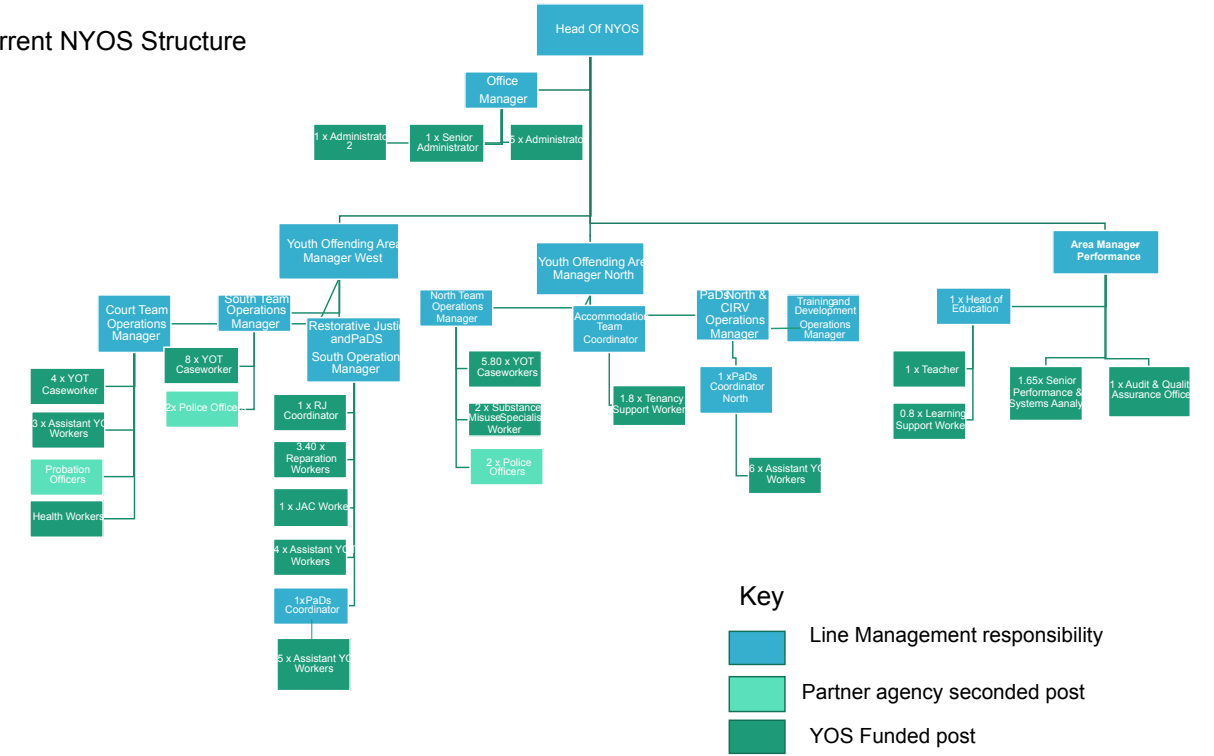 rrent NYOS Structure
Head Of NYOS
Office
Manager
1 x Administrato
2
1 x Senior
Administrator
5 x Administrato
Youth Offending Area
Manager West
Youth Offending Are
Manager North
Area Manager-
Performance
Court Team
Operations
Manager
South Team
Operations
Manager
Restorative Justic
andPaDS
South Operation
Manager
North Team
Operations
Manager
Accommodation
Team
Coordinator
PaDsNorth &
CIRV
Operations
Manager
Training and
Development
Operations
Manager
1 x Head of
Education
4 x YOT
Caseworker
3 x Assistant YO
Workers
Probation
Officers
Health Workers
8 x YOT
Caseworker
2x Police Officers
1 x RJ
Coordinator
3.40 x
Reparation
Workers
1 x JAC Worke
4 x Assistant YOT
Workers
1xPaDs
Coordinator
5 x Assistant YO
Workers
5.80 x YOT
Caseworkers
2 x Substance
Misuse Specialis
Worker
2 x Police
Officers
1.8 x Tenancy
Support Worker
1 xPaDs
Coordinator
North
6 x Assistant YO
Workers
1 x Teacher
0.8 x Learning
Support Worke
1.65x Senior
Performance &
Systems Aanaly
1 x Audit & Quality
Assurance Office
Key
Line Management responsibility
Partner agency seconded post
YOS Funded post